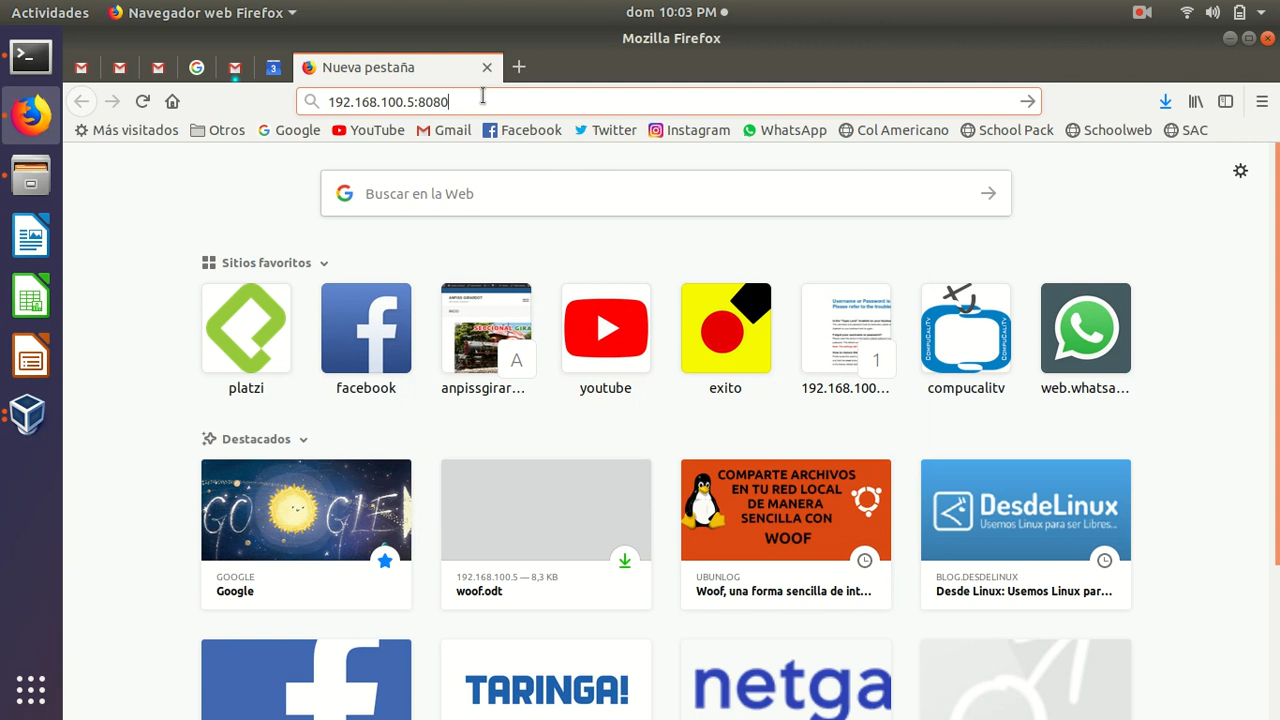 Actividades
Navegador web Firefox
dom 10:03 PM
Mozilla Firefox
3
Nueva pestaña
192.168.100.5:8080
Más visitados
Otros
Google
YouTube
Gmail
Facebook
Twitter
Instagram
WhatsApp
Col Americano
School Pack
Schoolweb
SAC
Buscar en la Web
Sitios favoritos
ANPISS GIRARDOT
A
1
COMPUCALITV
platzi
facebook
anpissgirar...
youtube
exito
192.168.100...
compucalitv
web.whatsa...
Destacados
COMPARTE ARCHIVOS
EN TU RED LOCAL
DE MANERA
SENCILLA CON
WOOF
DesdeLinux
Usemos Linux para ser Libres...
GOOGLE
Google
192.168.100.5 — 8,3 KB
woof.odt
UBUNLOG
Woof, una forma sencilla de int...
BLOG.DESDELINUX
Desde Linux: Usemos Linux par...
TARINGA!
netga